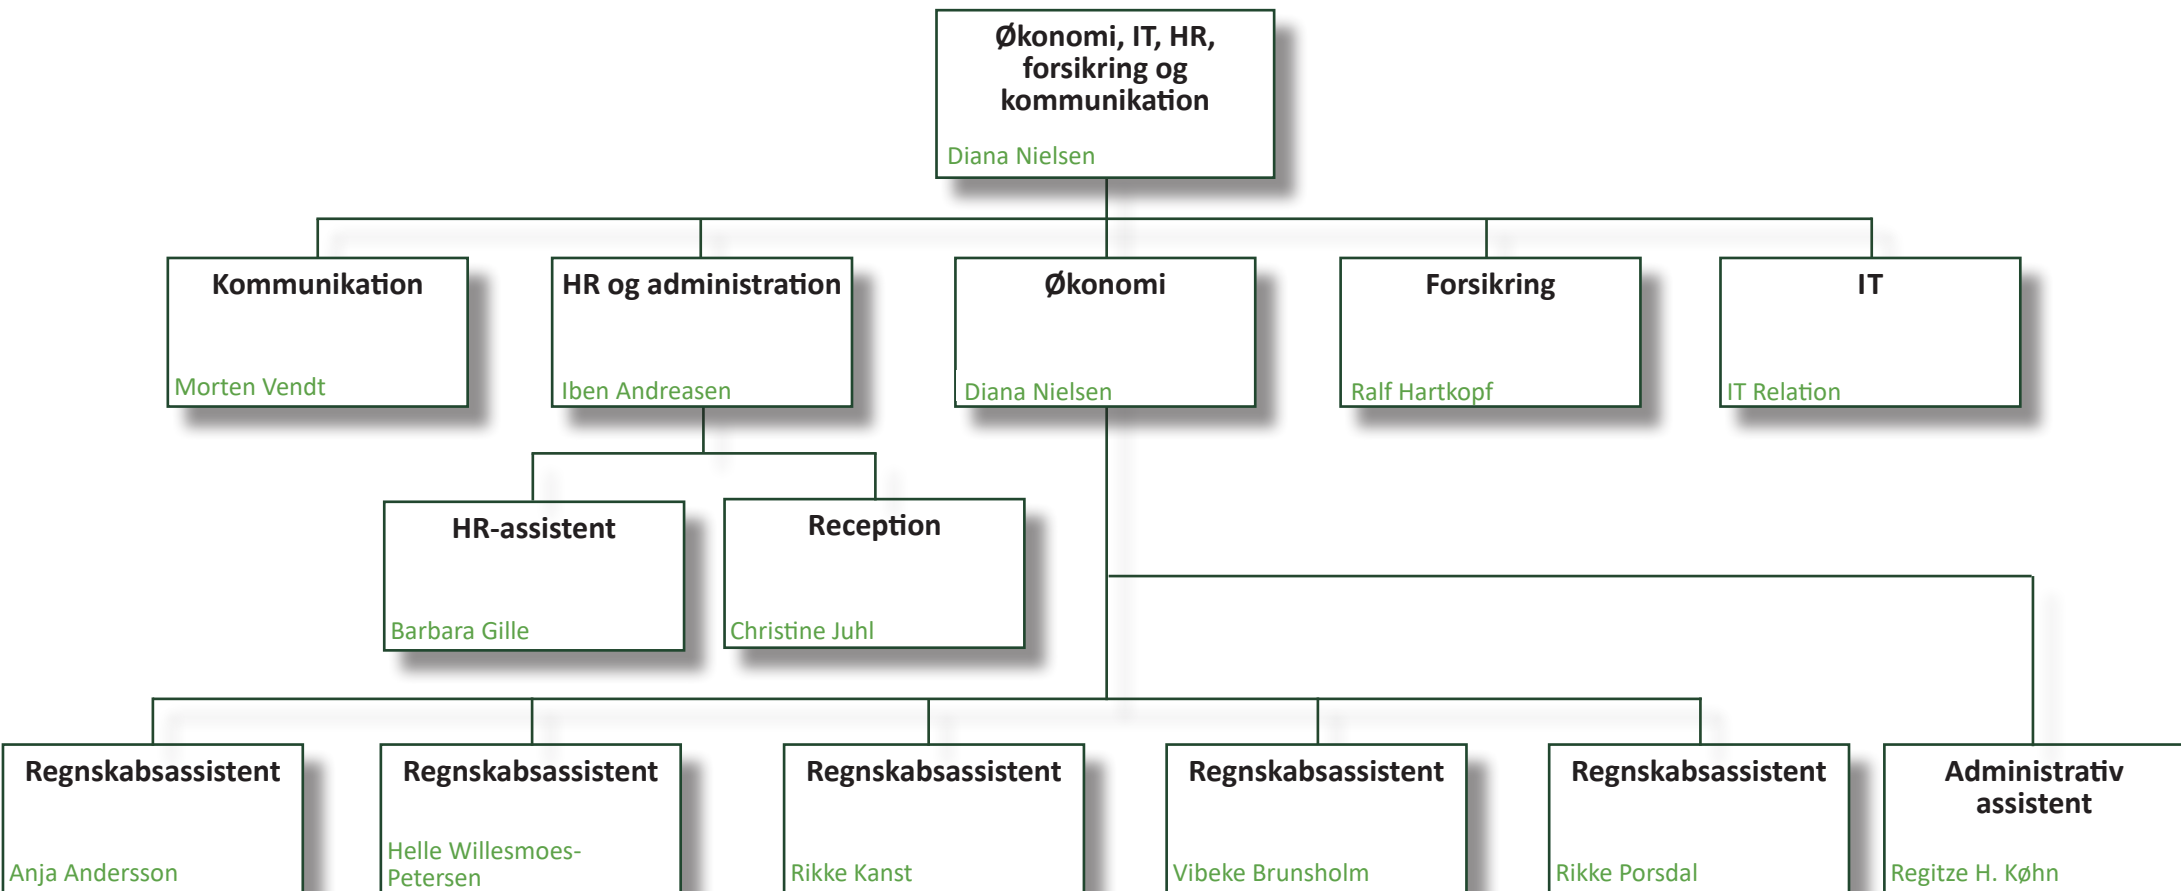 Økonomi, IT, HR,
forsikring og
kommunikation
Diana Nielsen
Kommunikation
Morten Vendt
HR og administration
Iben Andreasen
Økonomi
Diana Nielsen
Forsikring
Ralf Hartkopf
IT
IT Relation
HR-assistent
Barbara Gille
Reception
Christine Juhl
Regnskabsassistent
Anja Andersson
Regnskabsassistent
Helle Willesmoes-
Petersen
Regnskabsassistent
Rikke Kanst
Regnskabsassistent
Vibeke Brunsholm
Regnskabsassistent
Rikke Porsdal
Administrativ
assistent
Regitze H. Køhn